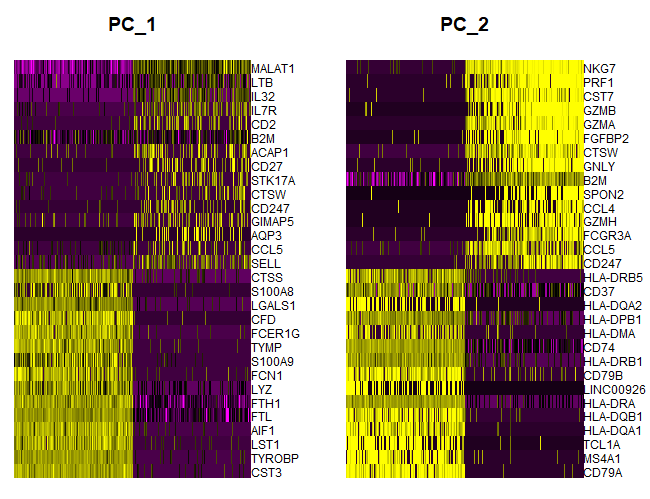 PC_1
MALAT1
LTB
IL32
IL7R
CD2
B2M
ACAP1
CD27
STK17A
CTSW
CD247
GIMAP5
AQP3
CCL5
SELL
CTSS
S100A8
LGALS1
CFD
FCER1G
TYMP
S100A9
FCN1
LYZ
FTH1
FTL
AIF1
LST1
TYROBP
CST3
PC_2
NKG7
PRF1
CST7
GZMB
GZMA
FGFBP2
CTSW
GNLY
B2M
SPON2
CCL4
GZMH
FCGR3A
CCL5
CD247
HLA-DRB5
CD37
HLA-DQA2
HLA-DPB1
HLA-DMA
CD74
HLA-DRB1
CD79B
LINC00926
HLA-DRA
HLA-DQB1
HLA-DQA1
TCL1A
MS4A1
CD79A